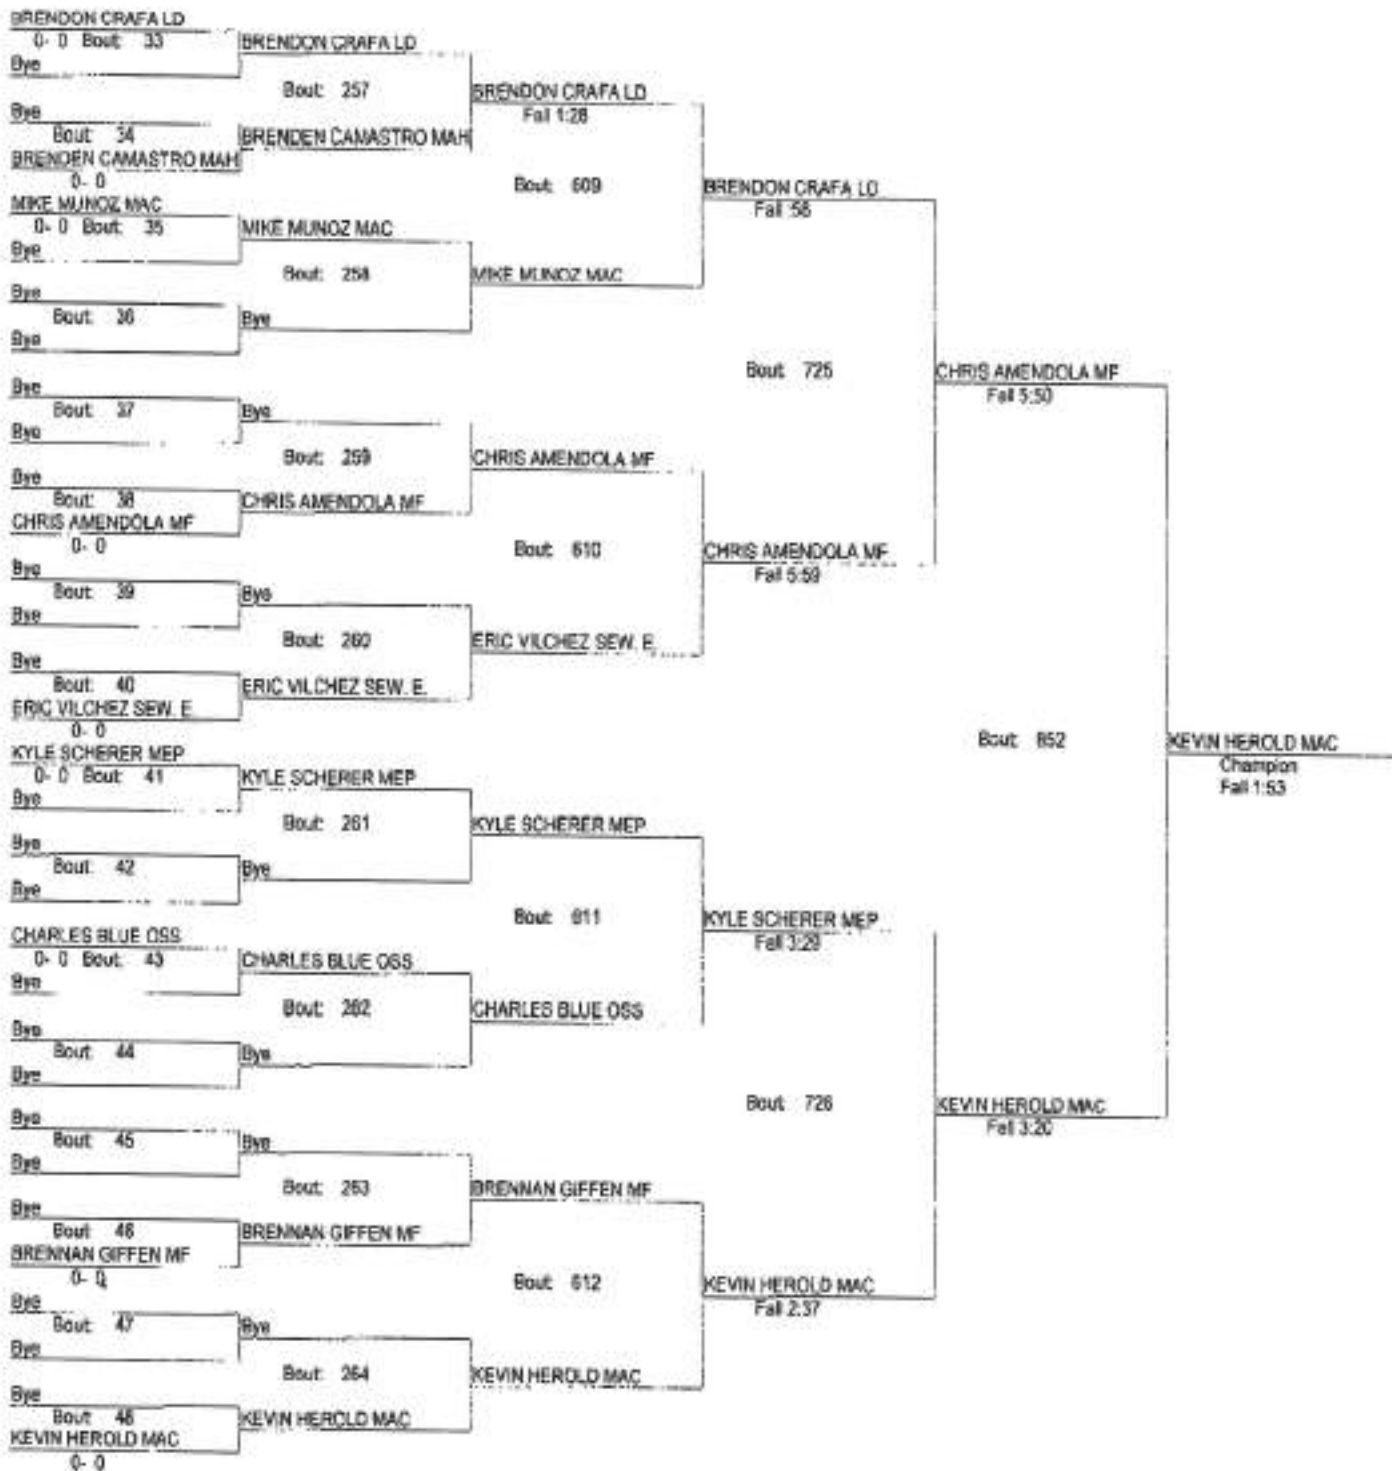 BRENDON CRAFA LD
0- 0 Bout: 33
BRENDON CRAFA LD
Bye
Bout: 257
BRENDON CRAFA LD
Fall 1:28
Bye
Bout: 34
BRENDEN CAMASTRO MAH
BRENDEN CAMASTRO MAH
0- 0
Bout: 609
BRENDON CRAFA LD
Fall :58
MIKE MUNOZ MAC
0- 0 Bout: 35
MIKE MUNOZ MAC
Bye
Bout: 258
MIKE MUNOZ MAC
Bye
Bout: 36
Bye
Bye
Bout: 725
CHRIS AMENDOLA MF
Fall 5:50
Bye
Bout: 37
Bye
Bye
Bout: 259
CHRIS AMENDOLA MF
Bye
Bout: 38
CHRIS AMENDOLA MF
CHRIS AMENDOLA MF
0- 0
Bout: 610
CHRIS AMENDOLA MF
Fall 5:59
Bye
Bout: 39
Bye
Bye
Bout: 260
ERIC VILCHEZ SEW. E.
Bye
Bout: 40
ERIC VILCHEZ SEW. E.
ERIC VILCHEZ SEW. E.
0- 0
Bout: 852
KEVIN HEROLD MAC
Champion
Fall 1:53
KYLE SCHERER MEP
0- 0 Bout: 41
KYLE SCHERER MEP
Bye
Bout: 261
KYLE SCHERER MEP
Bye
Bout: 42
Bye
Bye
Bout: 611
KYLE SCHERER MEP
Fall 3:29
CHARLES BLUE OSS
0- 0 Bout: 43
CHARLES BLUE OSS
Bye
Bout: 262
CHARLES BLUE OSS
Bye
Bout: 44
Bye
Bye
Bout: 726
KEVIN HEROLD MAC
Fall 3:20
Bye
Bout: 45
Bye
Bye
Bout: 263
BRENNAN GIFFEN MF
Bye
Bout: 46
BRENNAN GIFFEN MF
BRENNAN GIFFEN MF
0- 0
Bout: 612
KEVIN HEROLD MAC
Fall 2:37
Bye
Bout: 47
Bye
Bye
Bout: 264
KEVIN HEROLD MAC
Bye
Bout: 48
KEVIN HEROLD MAC
KEVIN HEROLD MAC
0- 0